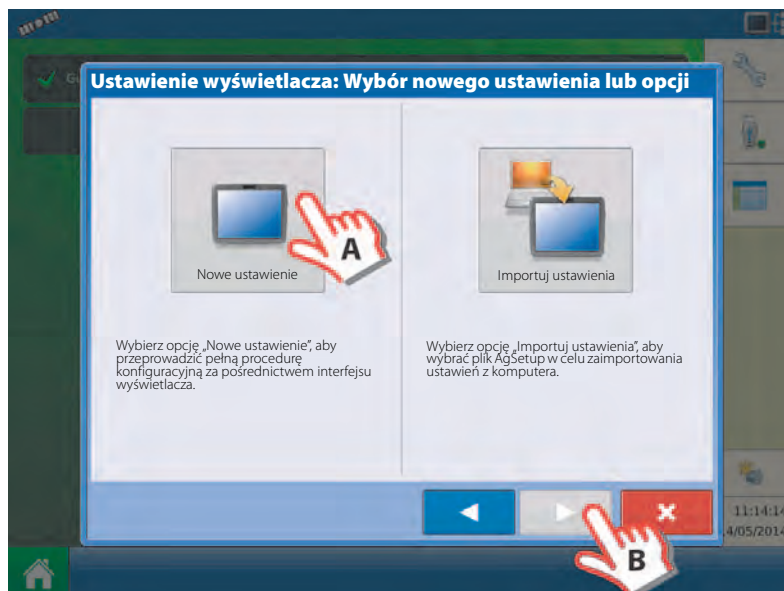 Ustawienie wyświetlacza: Wybór nowego ustawienia lub opcji
Nowe ustawienie
A
Wybierz opcję „Nowe ustawienie”, aby
przeprowadzić pełną procedurę
konfiguracyjną za pośrednictwem interfejsu
wyświetlacza.
Importuj ustawienia
Wybierz opcję „Importuj ustawienia”, aby
wybrać plik AgSetup w celu zaimportowania
ustawień z komputera.
B
11:14:14
4/05/2014